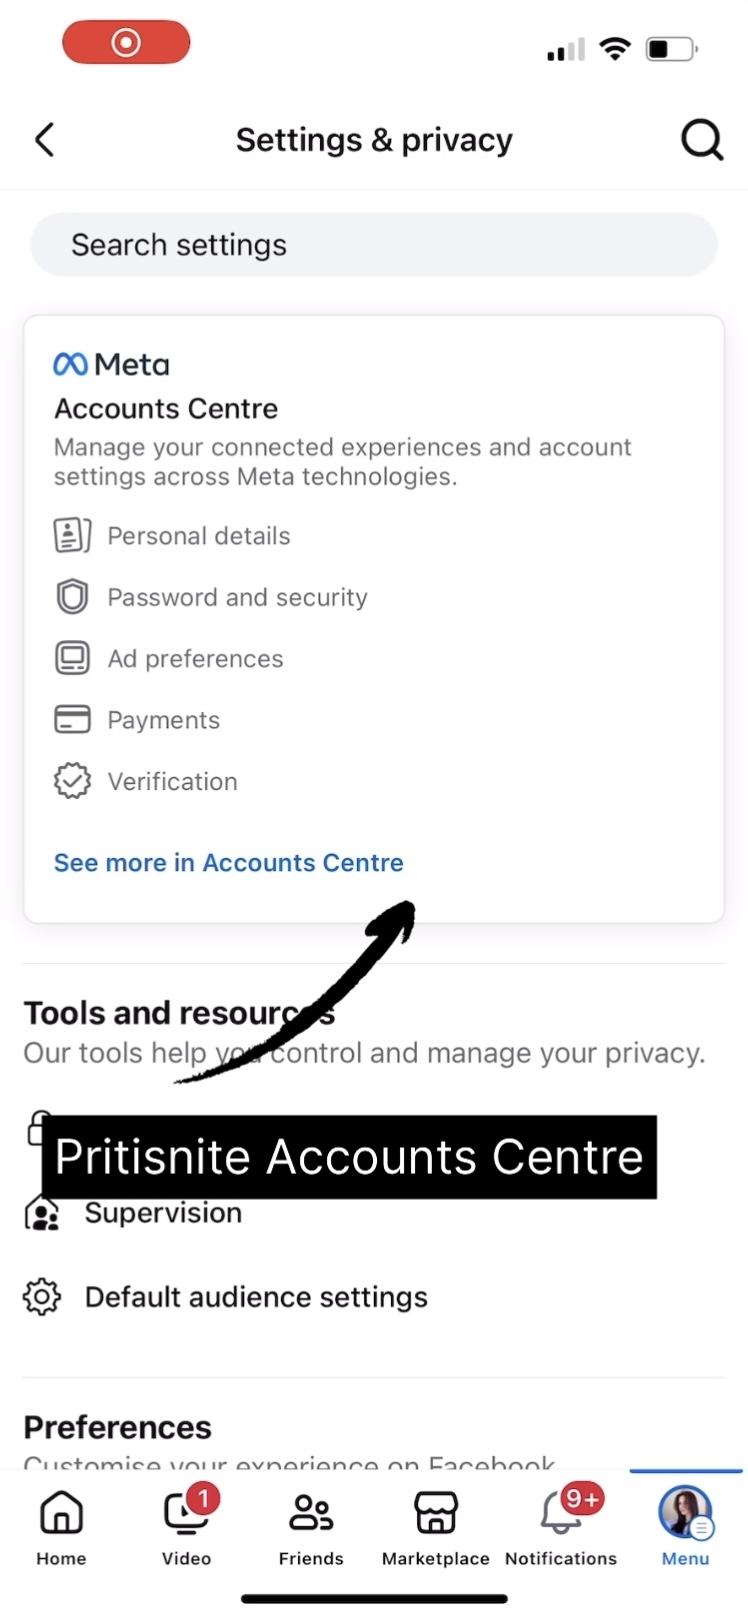 Settings & privacy
Search settings
Meta
Accounts Centre
Manage your connected experiences and account
settings across Meta technologies.
Personal details
Password and security
Ad preferences
Payments
Verification
See more in Accounts Centre
Tools and resources
Our tools help you control and manage your privacy.
Pritisnite Accounts Centre
Supervision
Default audience settings
Preferences
Customise your experience on Facebook
1
9+
Home Video Friends Marketplace Notifications Menu